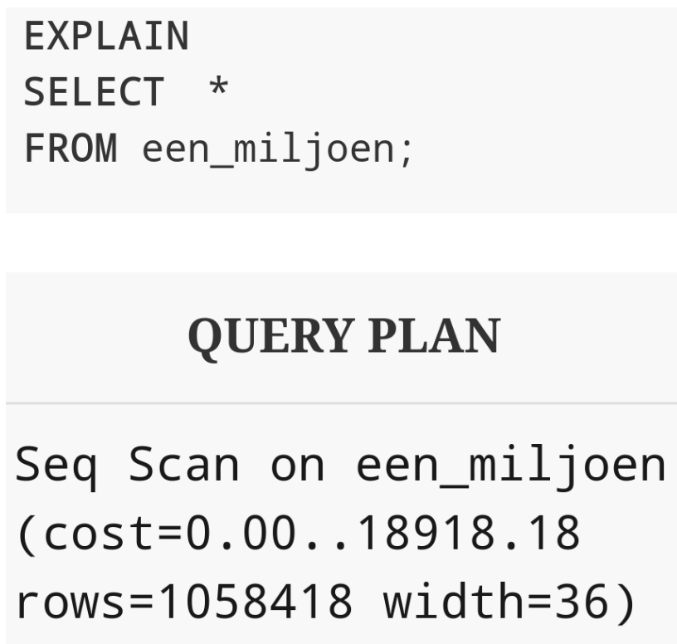 EXPLAIN
SELECT *
FROM een_miljoen;
QUERY PLAN
Seq Scan on een_miljoen
(cost=0.00..18918.18
rows=1058418 width=36)